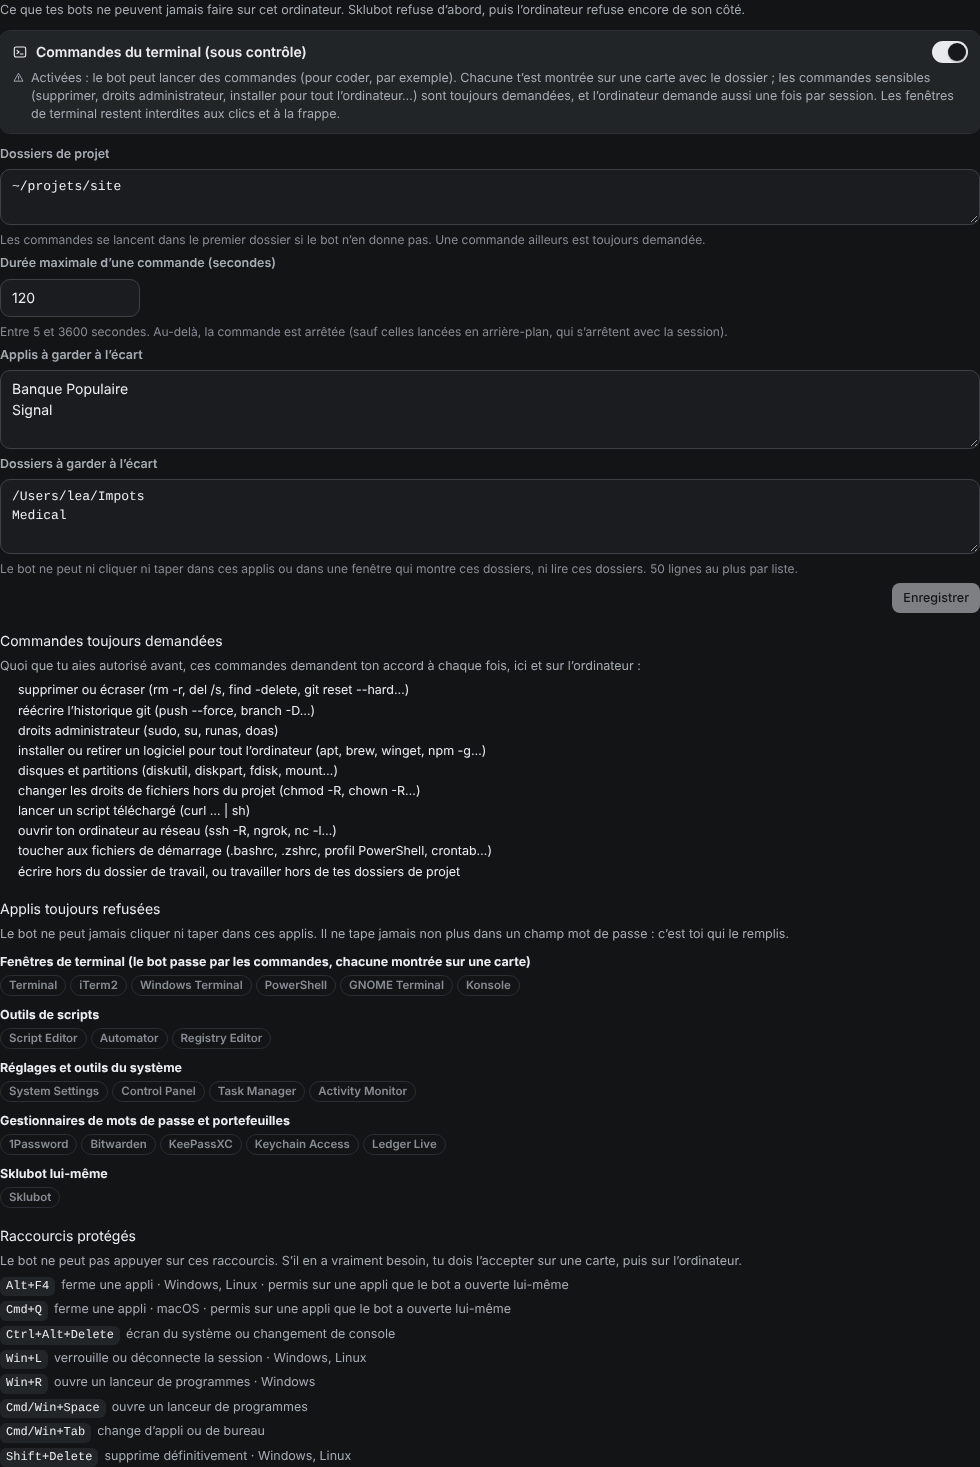 Ce que tes bots ne peuvent jamais faire sur cet ordinateur. Sklubot refuse d’abord, puis l’ordinateur refuse encore de son côté.
Commandes du terminal (sous contrôle)
Activées : le bot peut lancer des commandes (pour coder, par exemple). Chacune t’est montrée sur une carte avec le dossier ; les commandes sensibles
(supprimer, droits administrateur, installer pour tout l’ordinateur…) sont toujours demandées, et l’ordinateur demande aussi une fois par session. Les fenêtres
de terminal restent interdites aux clics et à la frappe.
Dossiers de projet
~/projets/site
Les commandes se lancent dans le premier dossier si le bot n’en donne pas. Une commande ailleurs est toujours demandée.
Durée maximale d’une commande (secondes)
120
Entre 5 et 3600 secondes. Au-delà, la commande est arrêtée (sauf celles lancées en arrière-plan, qui s’arrêtent avec la session).
Applis à garder à l’écart
Banque Populaire
Signal
Dossiers à garder à l’écart
/Users/lea/Impots
Medical
Le bot ne peut ni cliquer ni taper dans ces applis ou dans une fenêtre qui montre ces dossiers, ni lire ces dossiers. 50 lignes au plus par liste.
Enregistrer
Commandes toujours demandées
Quoi que tu aies autorisé avant, ces commandes demandent ton accord à chaque fois, ici et sur l’ordinateur :
supprimer ou écraser (rm -r, del /s, find -delete, git reset --hard…)
réécrire l’historique git (push --force, branch -D…)
droits administrateur (sudo, su, runas, doas)
installer ou retirer un logiciel pour tout l’ordinateur (apt, brew, winget, npm -g…)
disques et partitions (diskutil, diskpart, fdisk, mount…)
changer les droits de fichiers hors du projet (chmod -R, chown -R…)
lancer un script téléchargé (curl … | sh)
ouvrir ton ordinateur au réseau (ssh -R, ngrok, nc -l…)
toucher aux fichiers de démarrage (.bashrc, .zshrc, profil PowerShell, crontab…)
écrire hors du dossier de travail, ou travailler hors de tes dossiers de projet
Applis toujours refusées
Le bot ne peut jamais cliquer ni taper dans ces applis. Il ne tape jamais non plus dans un champ mot de passe : c’est toi qui le remplis.
Fenêtres de terminal (le bot passe par les commandes, chacune montrée sur une carte)
Terminal iTerm2 Windows Terminal PowerShell GNOME Terminal Konsole
Outils de scripts
Script Editor Automator Registry Editor
Réglages et outils du système
System Settings Control Panel Task Manager Activity Monitor
Gestionnaires de mots de passe et portefeuilles
1Password Bitwarden KeePassXC Keychain Access Ledger Live
Sklubot lui-même
Sklubot
Raccourcis protégés
Le bot ne peut pas appuyer sur ces raccourcis. S’il en a vraiment besoin, tu dois l’accepter sur une carte, puis sur l’ordinateur.
Alt+F4 ferme une appli · Windows, Linux · permis sur une appli que le bot a ouverte lui-même
Cmd+Q ferme une appli · macOS · permis sur une appli que le bot a ouverte lui-même
Ctrl+Alt+Delete écran du système ou changement de console
Win+L verrouille ou déconnecte la session · Windows, Linux
Win+R ouvre un lanceur de programmes · Windows
Cmd/Win+Space ouvre un lanceur de programmes
Cmd/Win+Tab change d’appli ou de bureau
Shift+Delete supprime définitivement · Windows, Linux